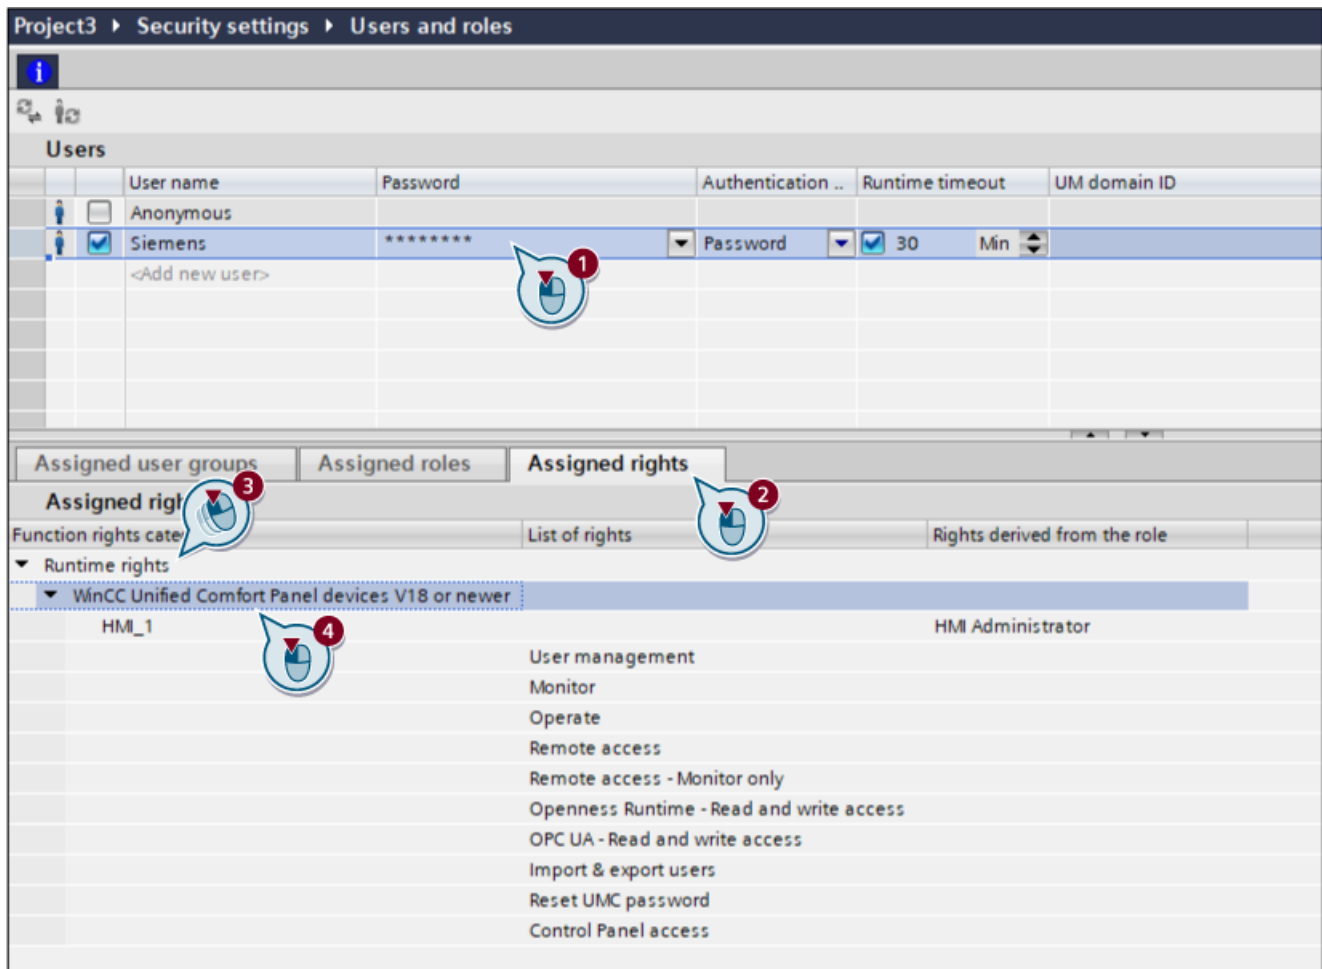 Project3 ▸ Security settings ▸ Users and roles
i
Users
User name Password Authentication .. Runtime timeout UM domain ID
Anonymous
Siemens ******** Password 30 Min
<Add new user>
1
Assigned user groups Assigned roles Assigned rights
3
2
Assigned righ
Function rights cate List of rights Rights derived from the role
Runtime rights
WinCC Unified Comfort Panel devices V18 or newer
HMI_1 HMI Administrator
4
User management
Monitor
Operate
Remote access
Remote access - Monitor only
Openness Runtime - Read and write access
OPC UA - Read and write access
Import & export users
Reset UMC password
Control Panel access